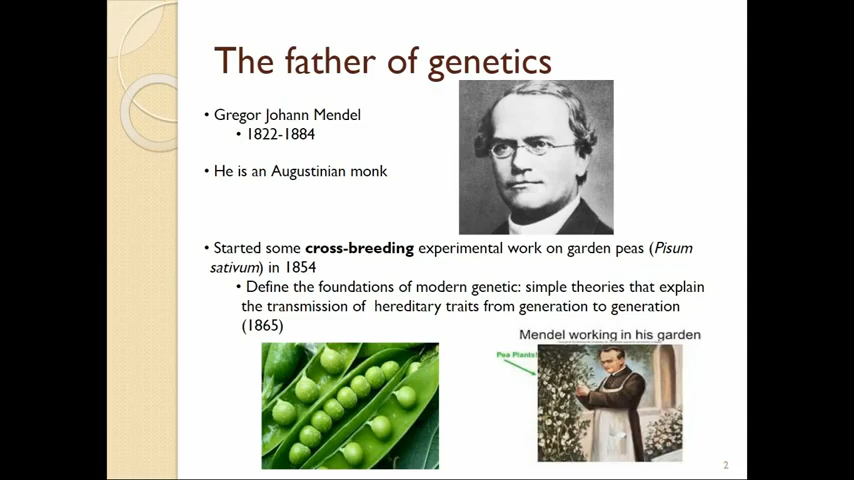 The father of genetics
• Gregor Johann Mendel
• 1822-1884
• He is an Augustinian monk
• Started some cross-breeding experimental work on garden peas (Pisum
sativum) in 1854
• Define the foundations of modern genetic: simple theories that explain
the transmission of hereditary traits from generation to generation
(1865)
Mendel working in his garden
Pea Plants!
2